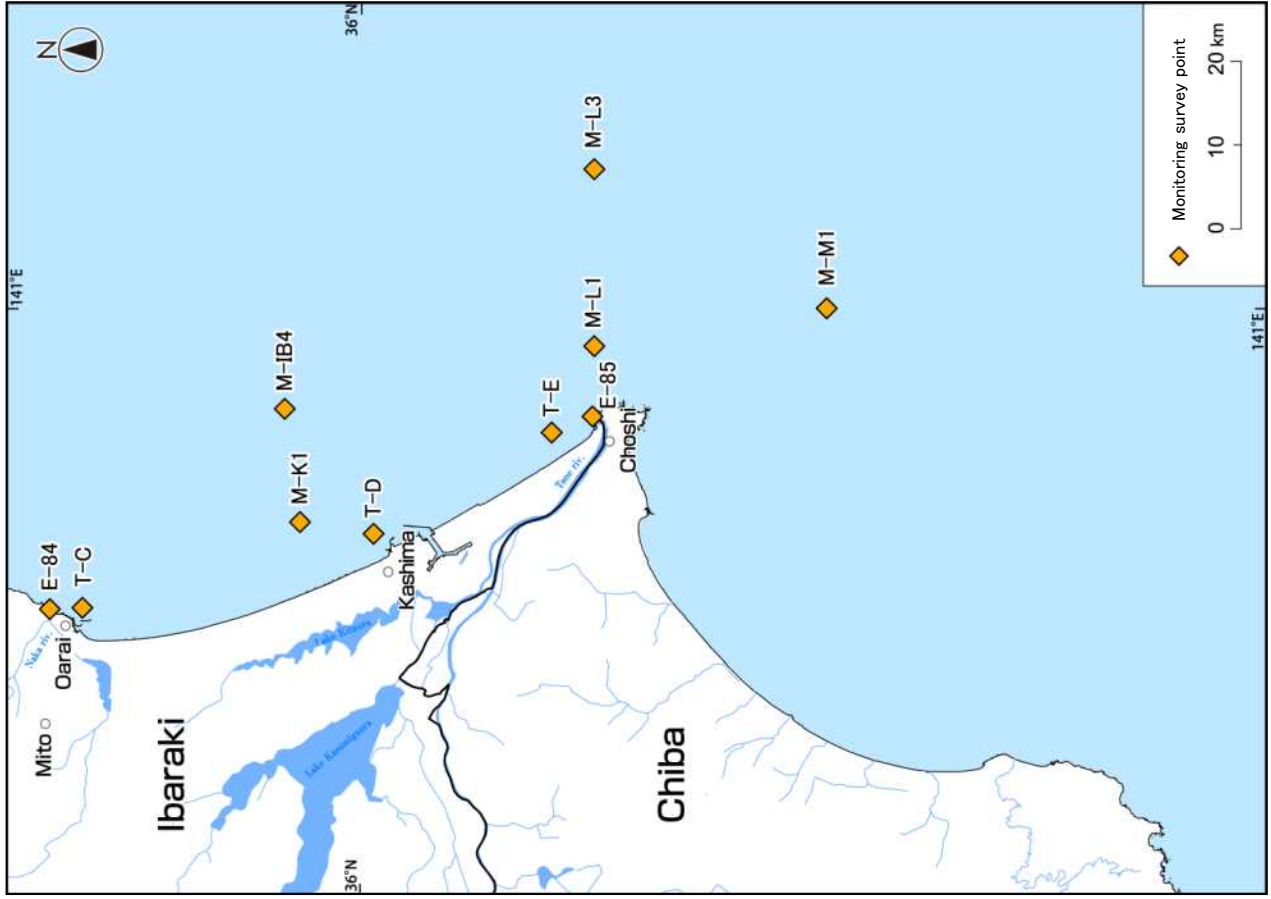 N
36°N
141°E
E-84
T-C
Naka riv.
Oarai
Mito
M-IB4
M-K1
T-D
Kashima
Ibaraki
Lake Kitaura
Lake Kasumigaura
36°N
M-L3
M-L1
T-E
E-85
Choshi
Tone riv.
Chiba
M-M1
141°E
Monitoring survey point
0 10 20 km